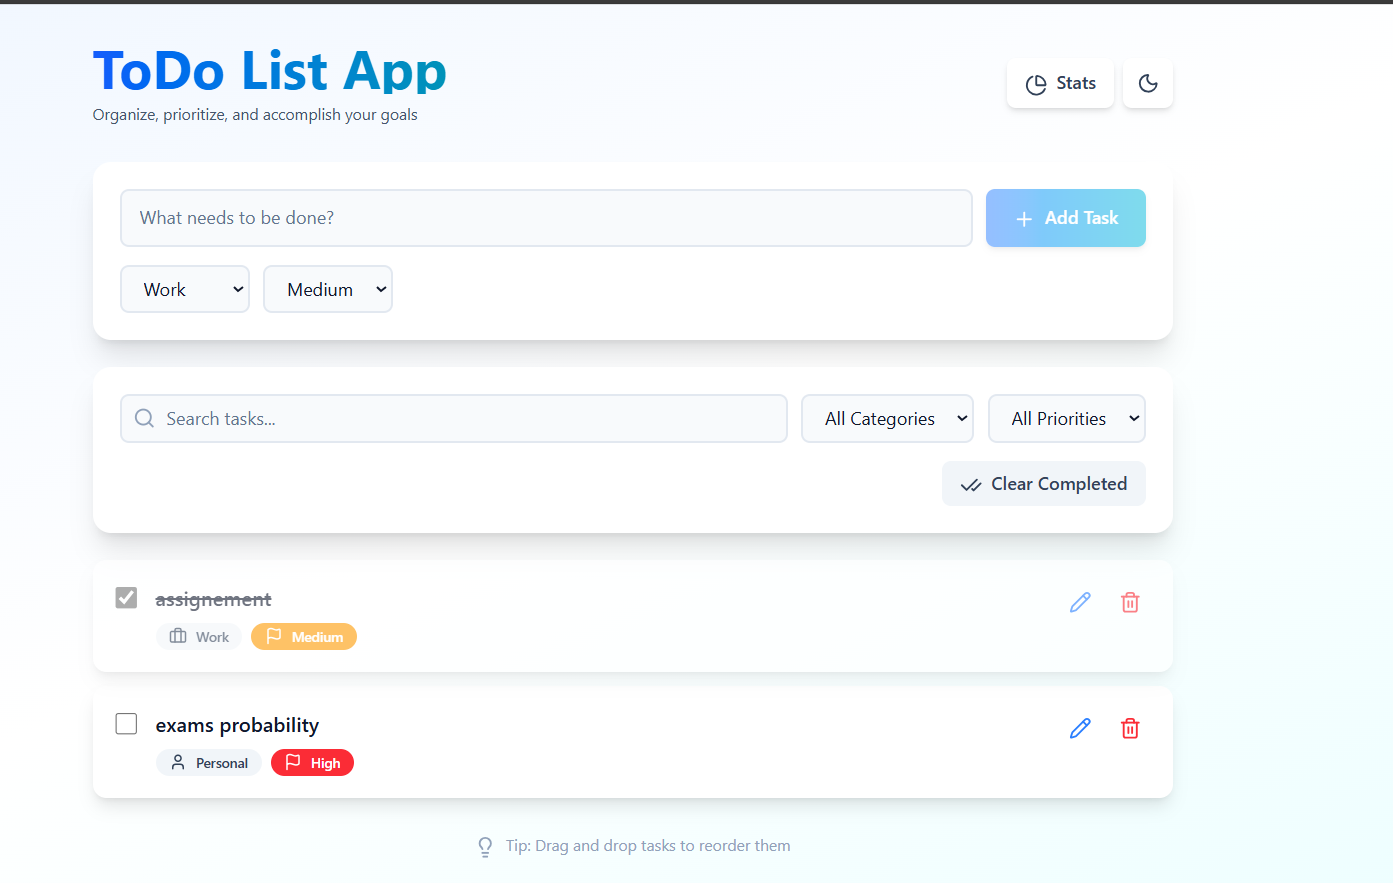 ToDo List App
Organize, prioritize, and accomplish your goals
Stats
What needs to be done?
Add Task
Work
Medium
Search tasks...
All Categories
All Priorities
Clear Completed
assignement
Work
Medium
exams probability
Personal
High
Tip: Drag and drop tasks to reorder them